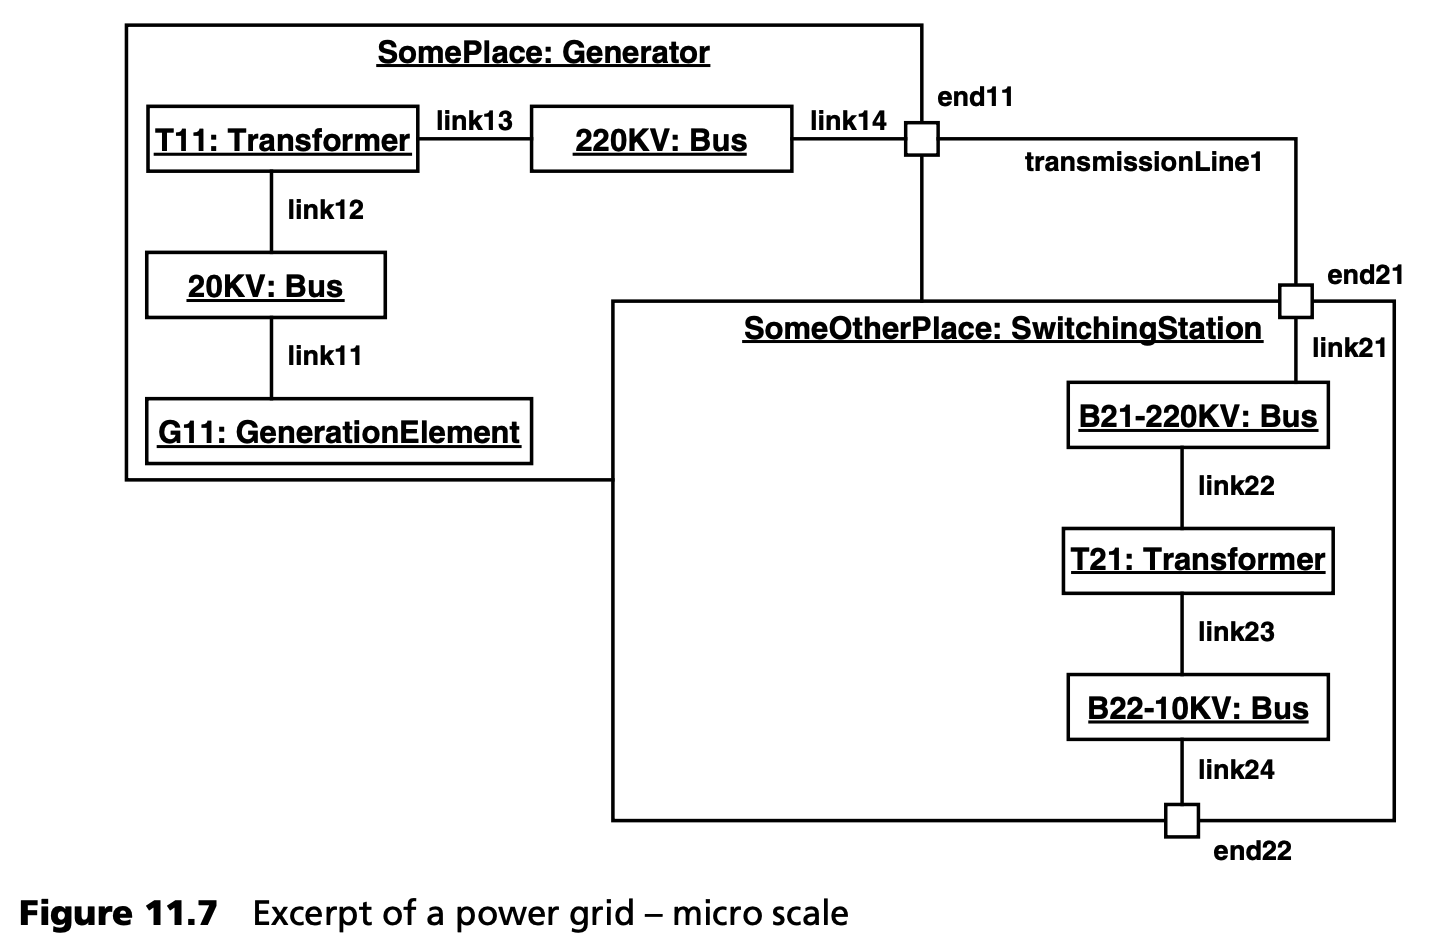 SomePlace: Generator
end11
T11: Transformer
link13
220KV: Bus
link14
transmissionLine1
link12
20KV: Bus
end21
SomeOtherPlace: SwitchingStation
link21
link11
B21-220KV: Bus
G11: GenerationElement
link22
T21: Transformer
link23
B22-10KV: Bus
link24
end22
Figure 11.7 Excerpt of a power grid – micro scale